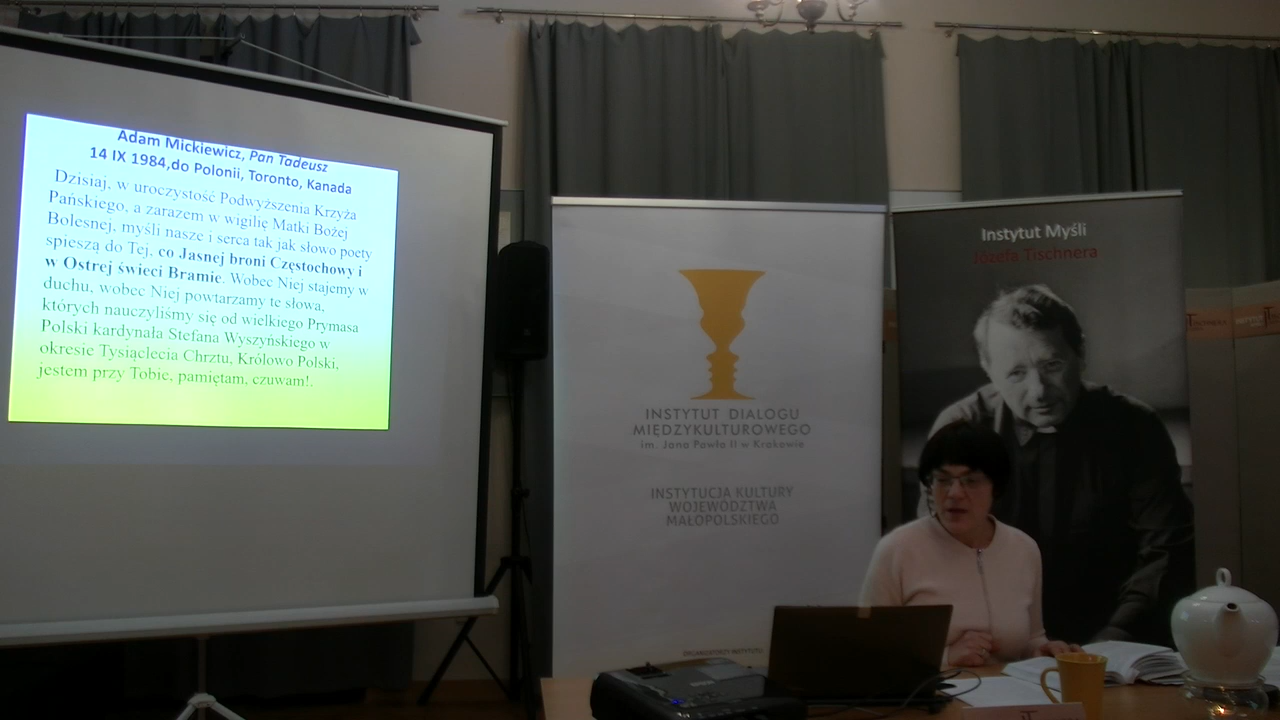 Adam Mickiewicz, Pan Tadeusz
14 IX 1984,do Polonii, Toronto, Kanada
Dzisiaj, w uroczystość Podwyższenia Krzyża
Pańskiego, a zarazem w wigilię Matki Bożej
Bolesnej, myśli nasze i serca tak jak słowo poety
spieszą do Tej, co Jasnej broni Częstochowy i
w Ostrej świeci Bramie. Wobec Niej stajemy w
duchu, wobec Niej powtarzamy te słowa,
których nauczyliśmy się od wielkiego Prymasa
Polski kardynała Stefana Wyszyńskiego w
okresie Tysiąclecia Chrztu, Królowo Polski,
jestem przy Tobie, pamiętam, czuwam!.
INSTYTUT DIALOGU
MIĘDZYKULTUROWEGO
im. Jana Pawła II w Krakowie
INSTYTUCJA KULTURY
WOJEWÓDZTWA
MAŁOPOLSKIEGO
Instytut Myśli
Józefa Tischnera